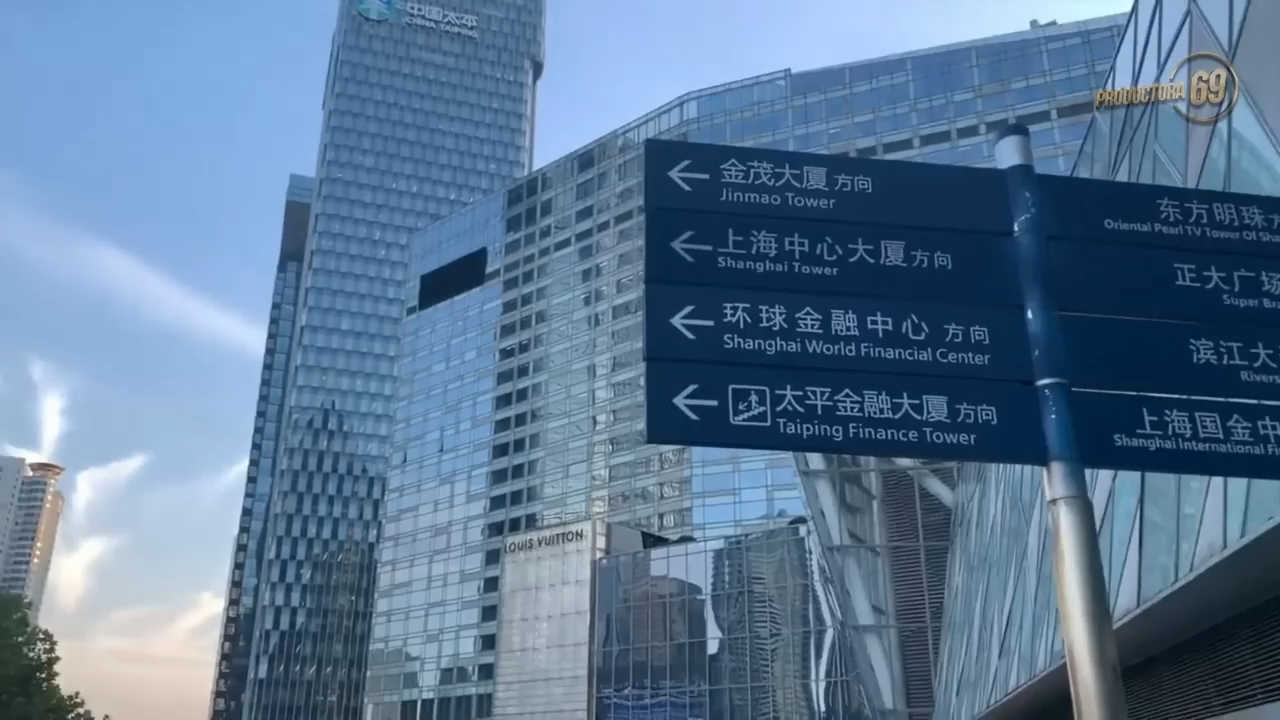 中国太平
CHINA TAIPING
PRODUCTORA 69
金茂大厦 方向
Jinmao Tower
上海中心大厦 方向
Shanghai Tower
环球金融中心 方向
Shanghai World Financial Center
太平金融大厦 方向
Taiping Finance Tower
东方明珠
Oriental Pearl TV Tower Of
正大广场
Super
滨江大
上海国金中
Shanghai International
LOUIS VUITTON